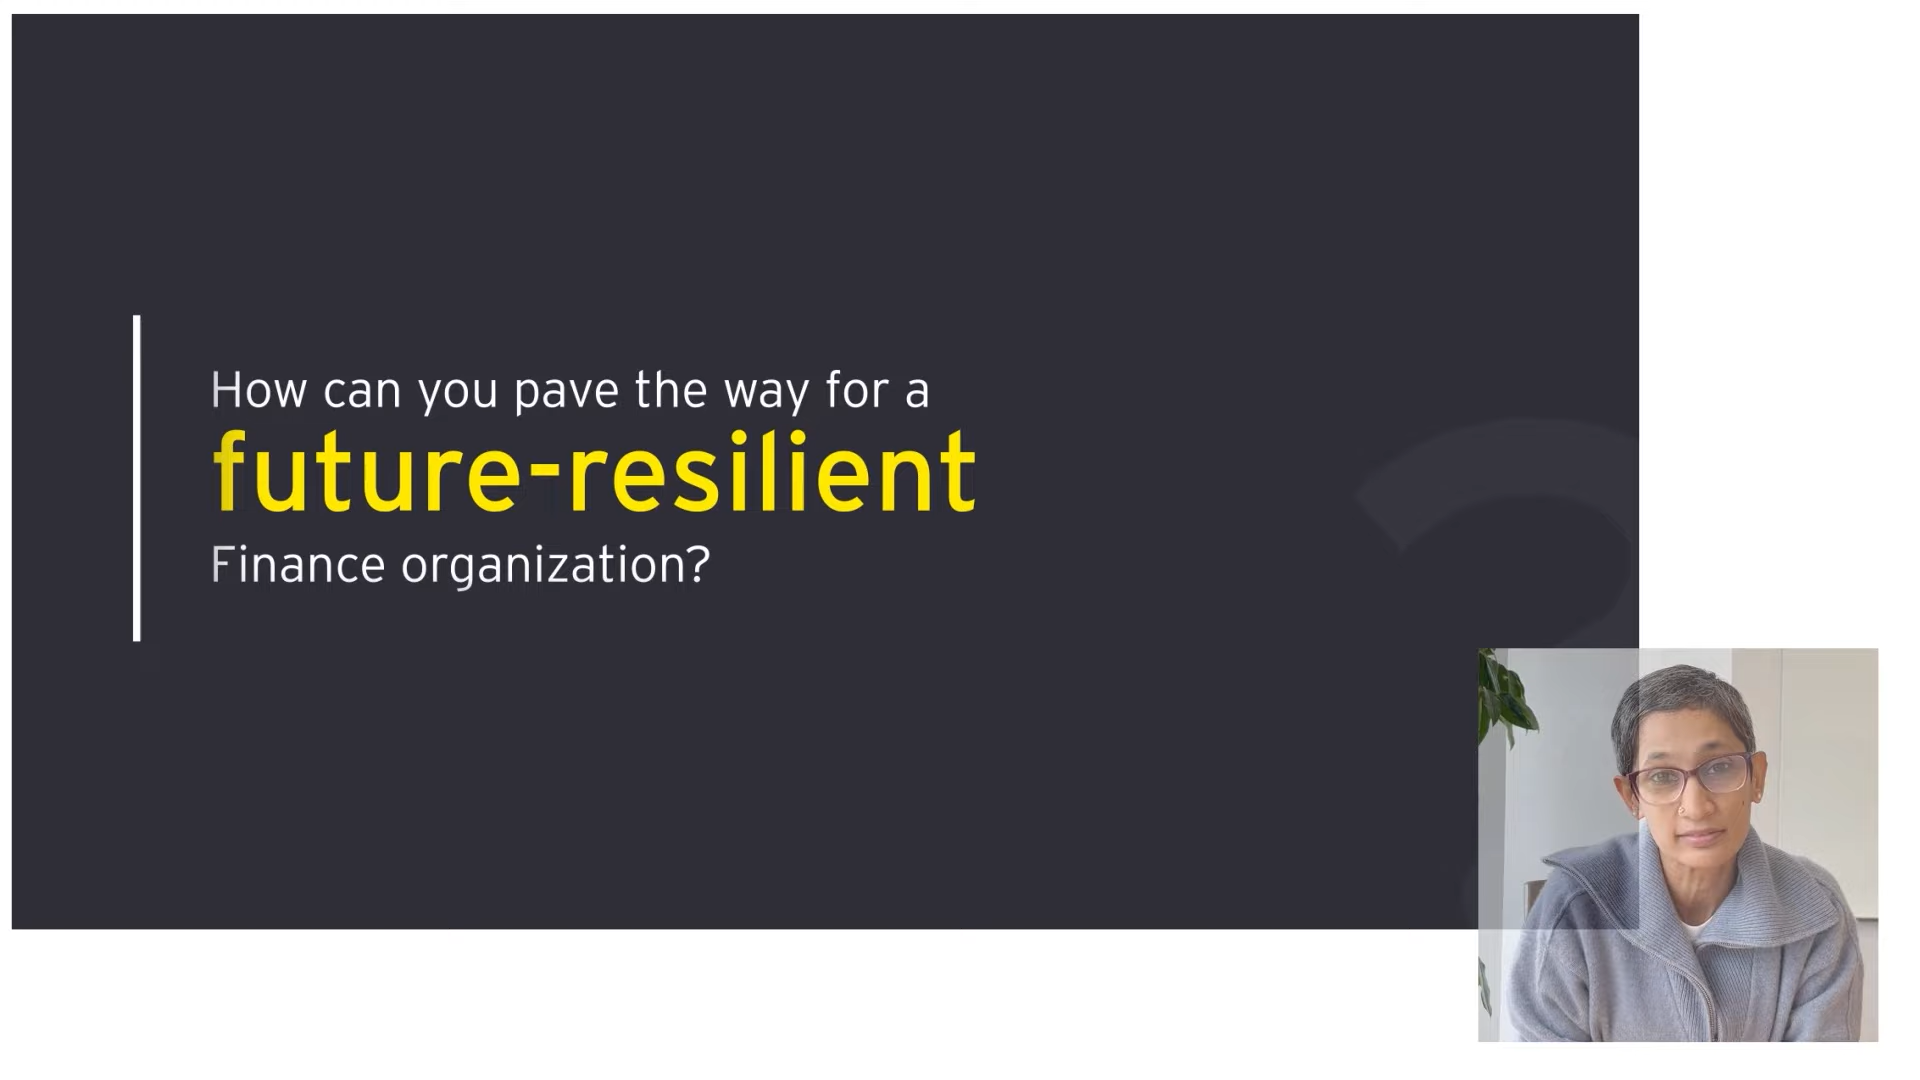 How can you pave the way for a
future-resilient
Finance organization?